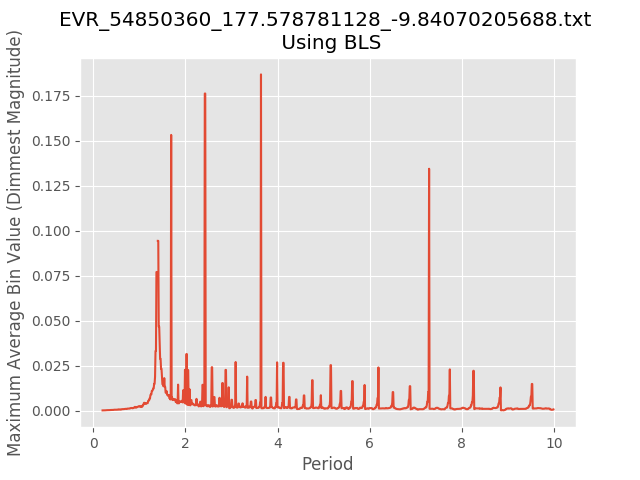 EVR_54850360_177.578781128_-9.84070205688.txt
Using BLS
Maximum Average Bin Value (Dimmest Magnitude)
0.175
0.150
0.125
0.100
0.075
0.050
0.025
0.000
0 2 4 6 8 10
Period